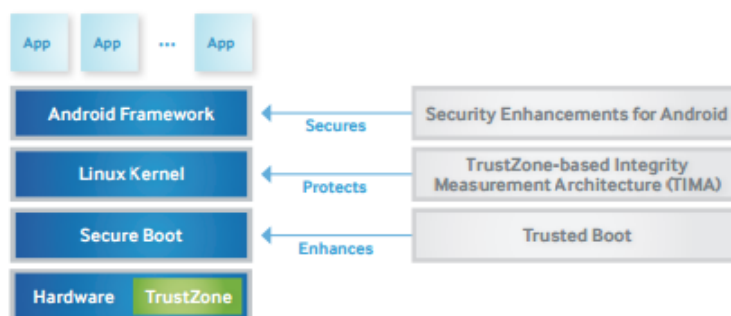 App App ... App
Android Framework
Secures
Security Enhancements for Android
Linux Kernel
Protects
TrustZone-based Integrity
Measurement Architecture (TIMA)
Secure Boot
Enhances
Trusted Boot
Hardware TrustZone